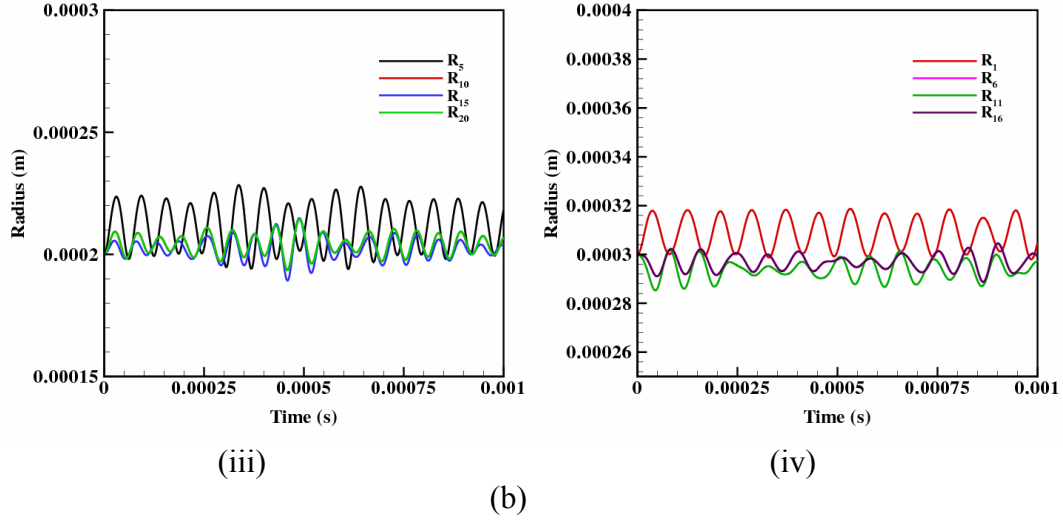 0.0003
0.00025
0.0002
0.00015
Radius (m)
R5
R10
R15
R20
0
0.00025
0.0005
0.00075
0.001
Time (s)
(iii)
0.0004
0.00038
0.00036
0.00034
0.00032
0.0003
0.00028
0.00026
Radius (m)
R1
R6
R11
R16
0
0.00025
0.0005
0.00075
0.001
Time (s)
(iv)
(b)